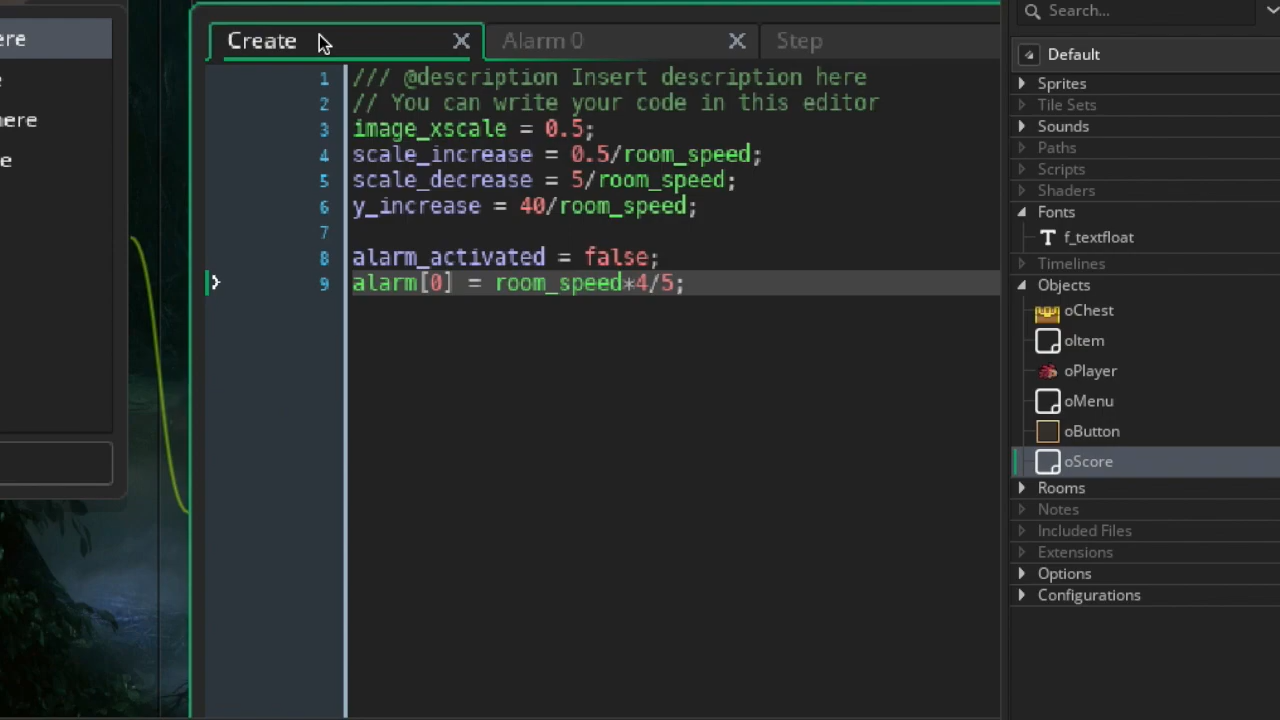 ere
e
nere
e
Create
Alarm 0
Step
1 /// @description Insert description here
2 // You can write your code in this editor
3 image_xscale = 0.5;
4 scale_increase = 0.5/room_speed;
5 scale_decrease = 5/room_speed;
6 y_increase = 40/room_speed;
7
8 alarm_activated = false;
9 alarm[0] = room_speed*4/5;
Search...
Default
Sprites
Tile Sets
Sounds
Paths
Scripts
Shaders
Fonts
T f_textfloat
Timelines
Objects
oChest
oItem
oPlayer
oMenu
oButton
oScore
Rooms
Notes
Included Files
Extensions
Options
Configurations